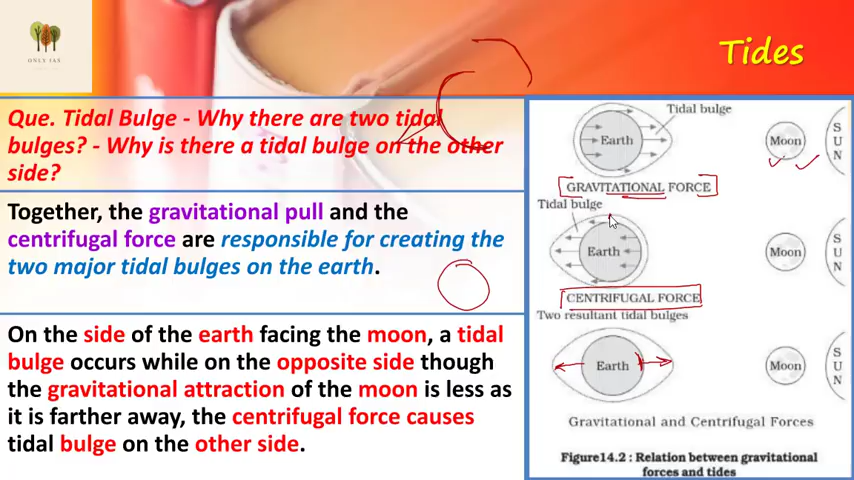 ONLY IAS
Tides
Que. Tidal Bulge - Why there are two tidal
bulges? - Why is there a tidal bulge on the other
side?
Together, the gravitational pull and the
centrifugal force are responsible for creating the
two major tidal bulges on the earth.
On the side of the earth facing the moon, a tidal
bulge occurs while on the opposite side though
the gravitational attraction of the moon is less as
it is farther away, the centrifugal force causes
tidal bulge on the other side.
Tidal bulge
Earth
Moon
SUN
GRAVITATIONAL FORCE
Tidal bulge
Earth
Moon
SUN
CENTRIFUGAL FORCE
Two resultant tidal bulges
Earth
Moon
SUN
Gravitational and Centrifugal Forces
Figure14.2 : Relation between gravitational
forces and tides